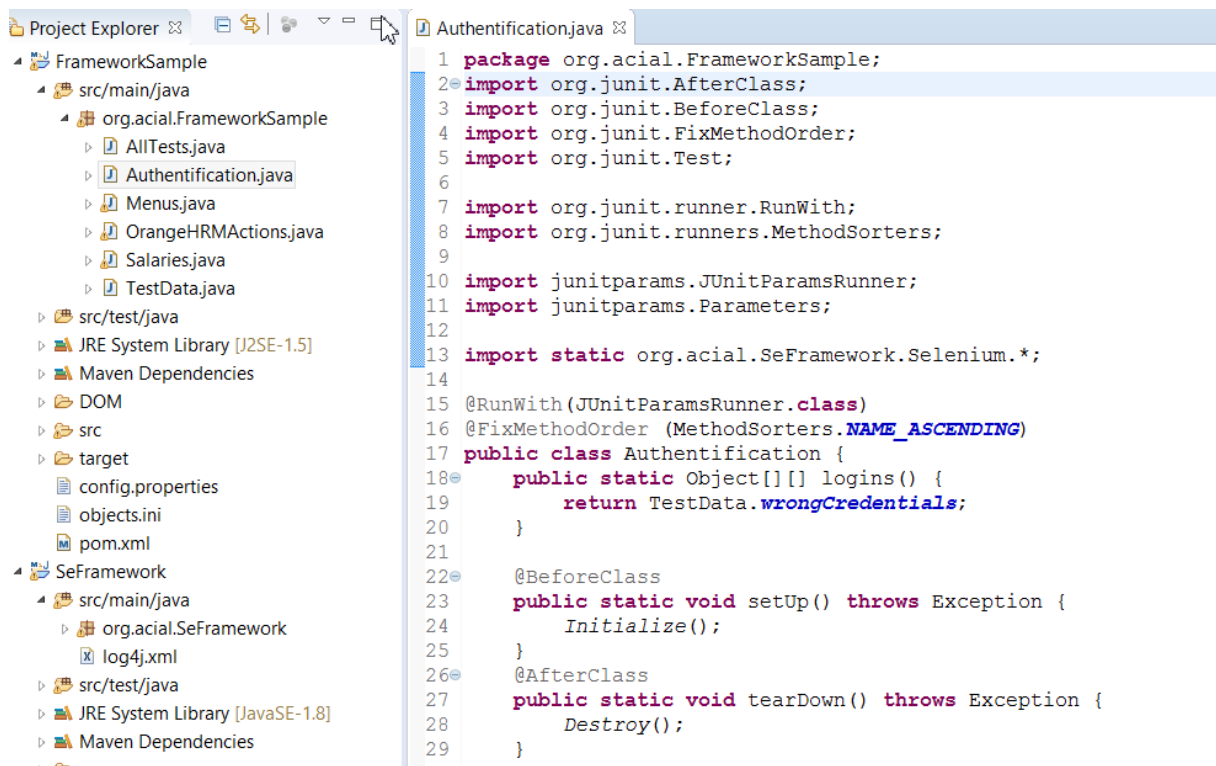 Project Explorer
FrameworkSample
src/main/java
org.acial.FrameworkSample
AllTests.java
Authentification.java
Menus.java
OrangeHRMActions.java
Salaries.java
TestData.java
src/test/java
JRE System Library [J2SE-1.5]
Maven Dependencies
DOM
src
target
config.properties
objects.ini
pom.xml
SeFramework
src/main/java
org.acial.SeFramework
log4j.xml
src/test/java
JRE System Library [JavaSE-1.8]
Maven Dependencies
Authentification.java
1 package org.acial.FrameworkSample;
2 import org.junit.AfterClass;
3 import org.junit.BeforeClass;
4 import org.junit.FixMethodOrder;
5 import org.junit.Test;
6
7 import org.junit.runner.RunWith;
8 import org.junit.runners.MethodSorters;
9
10 import junitparams.JUnitParamsRunner;
11 import junitparams.Parameters;
12
13 import static org.acial.SeFramework.Selenium.*;
14
15 @RunWith(JUnitParamsRunner.class)
16 @FixMethodOrder (MethodSorters.NAME_ASCENDING)
17 public class Authentification {
18 public static Object[][] logins() {
19 return TestData.wrongCredentials;
20 }
21
22 @BeforeClass
23 public static void setUp() throws Exception {
24 Initialize();
25 }
26 @AfterClass
27 public static void tearDown() throws Exception {
28 Destroy();
29 }